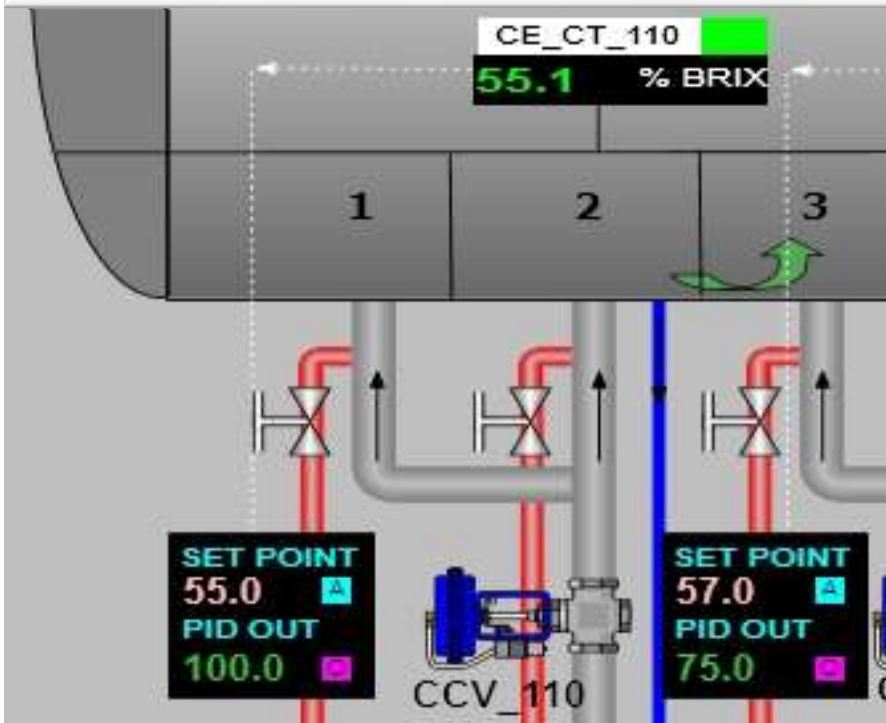 CE_CT_110
55.1 % BRIX
1 2 3
SET POINT
55.0 A
PID OUT
100.0 C
SET POINT
57.0 A
PID OUT
75.0 C
CCV_110